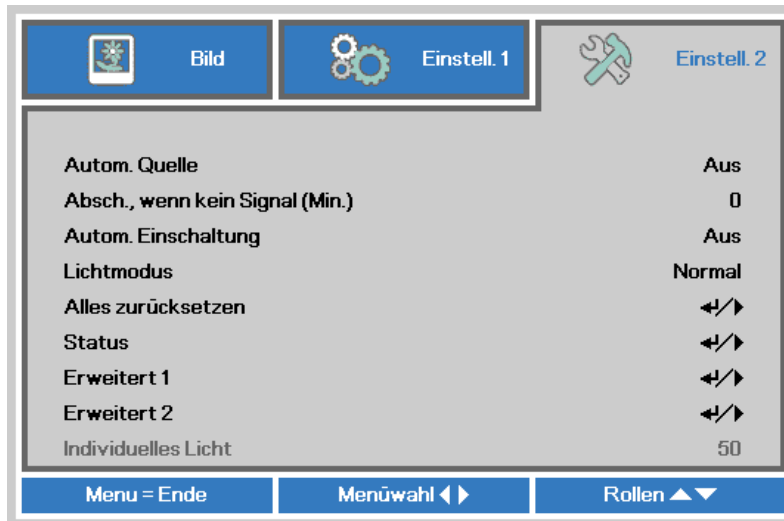 Bild
Einstell. 1
Einstell. 2
Autom. Quelle Aus
Absch., wenn kein Signal (Min.) 0
Autom. Einschaltung Aus
Lichtmodus Normal
Alles zurücksetzen ↵/▶
Status ↵/▶
Erweitert 1 ↵/▶
Erweitert 2 ↵/▶
Individuelles Licht 50
Menu = Ende
Menüwahl ◀ ▶
Rollen ▲▼